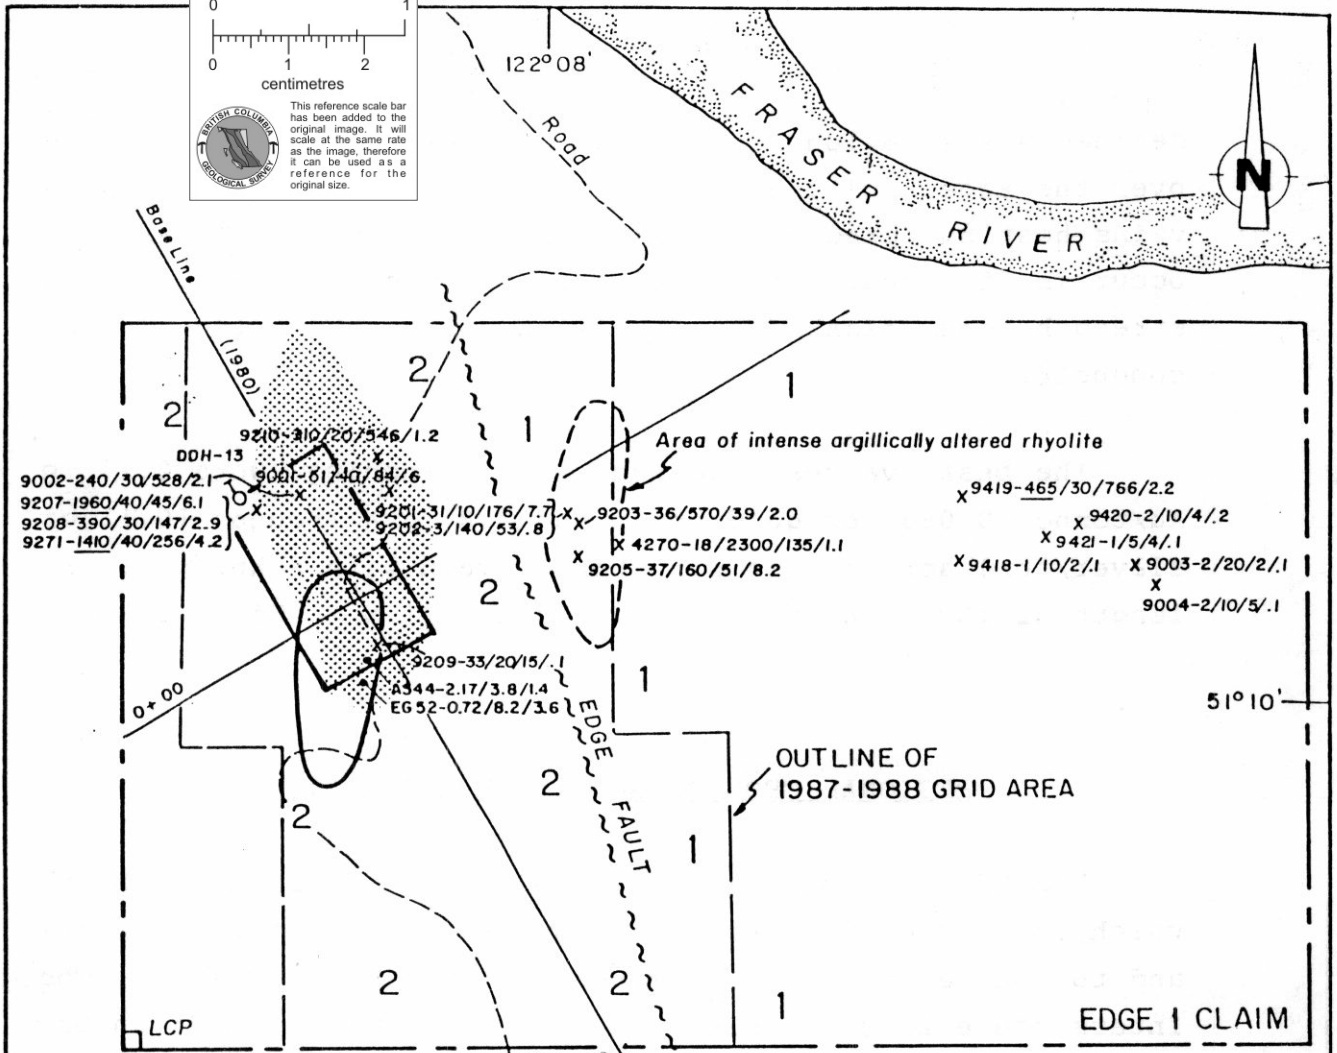 0 1
0 1 2
centimetres
BRITISH COLUMBIA
GEOLOGICAL SURVEY
This reference scale bar
has been added to the
original image. It will
scale at the same rate
as the image, therefore
it can be used as a
reference for the
original size.
122° 08'
Road
FRASER RIVER
N
Base Line
(1980)
2
2
1
1
9210-310/20/546/1.2
DDH-13
Area of intense argillically altered rhyolite
9002-240/30/528/2.1
9001-61/40/84/.6
9207-1960/40/45/6.1
9208-390/30/147/2.9
9271-1410/40/256/4.2
9201-31/10/176/7.7
9202-3/140/53/.8
9203-36/570/39/2.0
4270-18/2300/135/1.1
9205-37/160/51/8.2
x 9419-465/30/766/2.2
x 9420-2/10/4/.2
x 9421-1/5/4/.1
x 9418-1/10/2/.1
x 9003-2/20/2/.1
x
9004-2/10/5/.1
2
9209-33/20/15/.1
A344-2.17/3.8/1.4
EG52-0.72/8.2/3.6
0+00
1
51° 10'
EDGE FAULT
OUTLINE OF
1987-1988 GRID AREA
2
2
1
2
2
1
LCP
EDGE 1 CLAIM